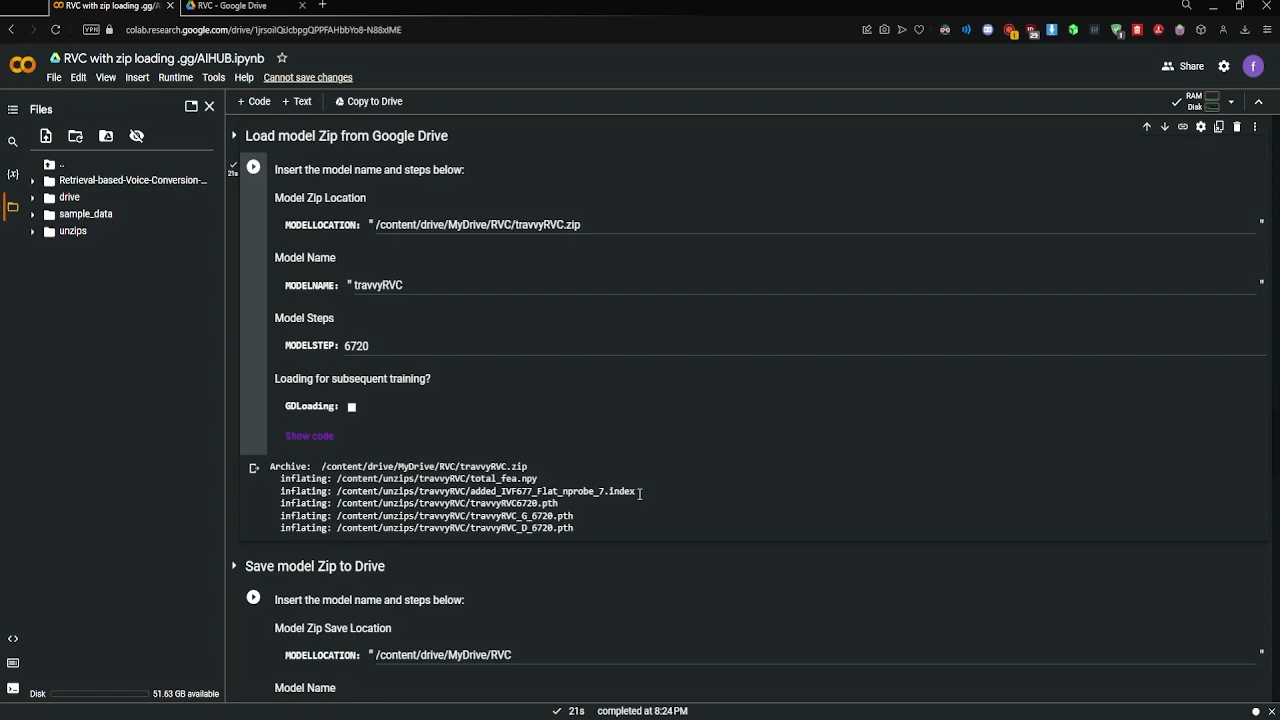 RVC with zip loading .gg/A
RVC - Google Drive
VPN
colab.research.google.com/drive/1jrsoilQiJcbpgQPPFAHbbYo8-N88xIME
1
29
1
RVC with zip loading .gg/AIHUB.ipynb
File Edit View Insert Runtime Tools Help Cannot save changes
Share
f
Files
+ Code + Text Copy to Drive
RAM
Disk
..
Retrieval-based-Voice-Conversion-...
drive
sample_data
unzips
Load model Zip from Google Drive
21s
Insert the model name and steps below:
Model Zip Location
MODELLOCATION: "/content/drive/MyDrive/RVC/travvyRVC.zip "
Model Name
MODELNAME: "travvyRVC "
Model Steps
MODELSTEP: 6720
Loading for subsequent training?
GDLoading:
Show code
Archive: /content/drive/MyDrive/RVC/travvyRVC.zip
inflating: /content/unzips/travvyRVC/total_fea.npy
inflating: /content/unzips/travvyRVC/added_IVF677_Flat_nprobe_7.index
inflating: /content/unzips/travvyRVC/travvyRVC6720.pth
inflating: /content/unzips/travvyRVC/travvyRVC_G_6720.pth
inflating: /content/unzips/travvyRVC/travvyRVC_D_6720.pth
Save model Zip to Drive
Insert the model name and steps below:
Model Zip Save Location
MODELLOCATION: "/content/drive/MyDrive/RVC "
Model Name
Disk 51.63 GB available
21s completed at 8:24PM